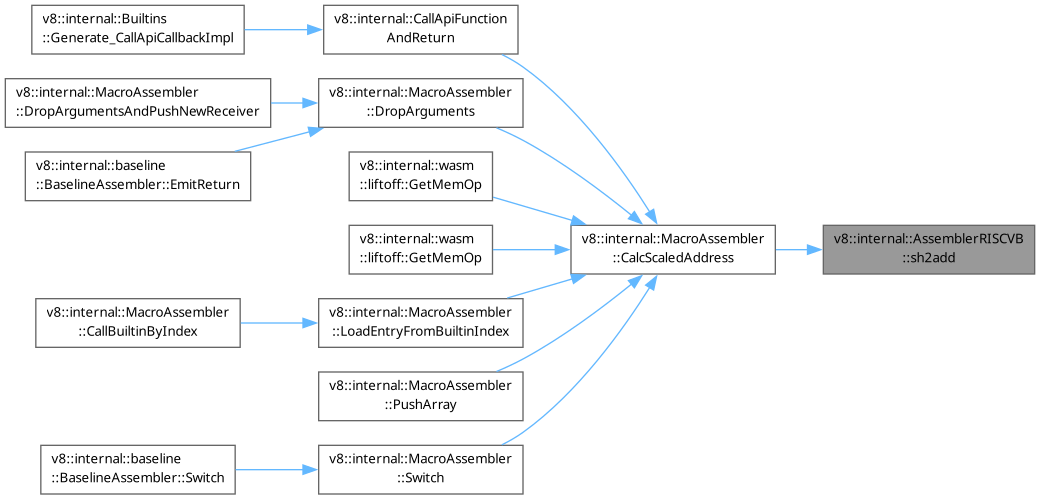 v8::internal::Builtins
::Generate_CallApiCallbackImpl
v8::internal::CallApiFunction
AndReturn
v8::internal::MacroAssembler
::DropArgumentsAndPushNewReceiver
v8::internal::MacroAssembler
::DropArguments
v8::internal::baseline
::BaselineAssembler::EmitReturn
v8::internal::wasm
::liftoff::GetMemOp
v8::internal::wasm
::liftoff::GetMemOp
v8::internal::MacroAssembler
::CalcScaledAddress
v8::internal::AssemblerRISCVB
::sh2add
v8::internal::MacroAssembler
::CallBuiltinByIndex
v8::internal::MacroAssembler
::LoadEntryFromBuiltinIndex
v8::internal::MacroAssembler
::PushArray
v8::internal::baseline
::BaselineAssembler::Switch
v8::internal::MacroAssembler
::Switch